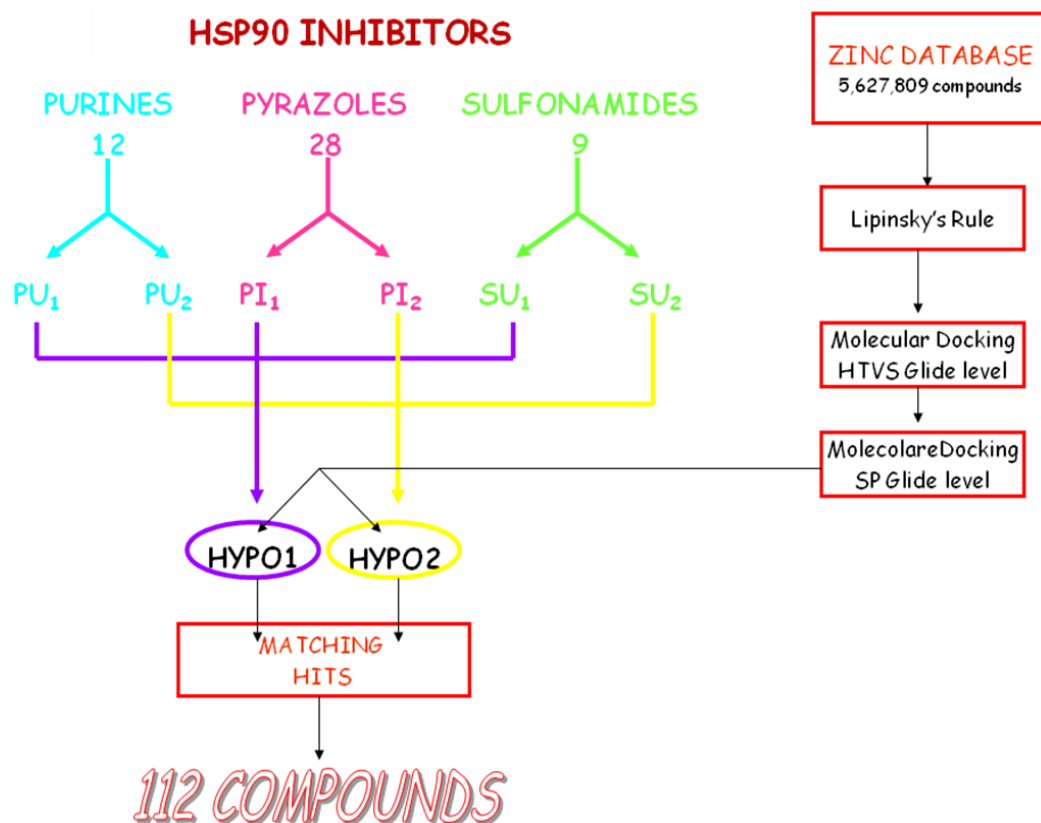 HSP90 INHIBITORS
PURINES
12
PYRAZOLES
28
SULFONAMIDES
9
PU₁
PU₂
PI₁
PI₂
SU₁
SU₂
HYPO1
HYPO2
MATCHING
HITS
112 COMPOUNDS
ZINC DATABASE
5,627,809 compounds
Lipinsky's Rule
Molecular Docking
HTVS Glide level
MolecolareDocking
SP Glide level